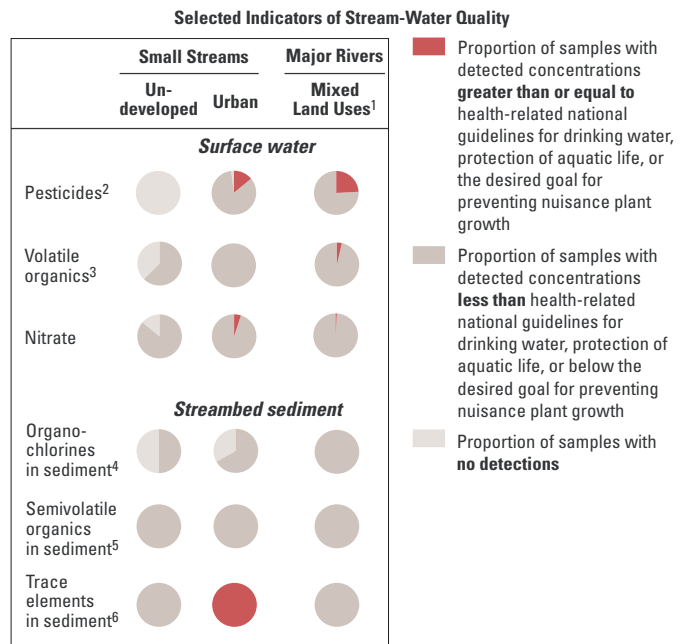 Selected Indicators of Stream-Water Quality
Small Streams
Major Rivers
Un-
developed
Urban
Mixed
Land Uses1
Surface water
Pesticides2
Volatile
organics3
Nitrate
Streambed sediment
Organo-
chlorines
in sediment4
Semivolatile
organics
in sediment5
Trace
elements
in sediment6
Proportion of samples with
detected concentrations
greater than or equal to
health-related national
guidelines for drinking water,
protection of aquatic life, or
the desired goal for
preventing nuisance plant
growth
Proportion of samples with
detected concentrations
less than health-related
national guidelines for
drinking water, protection of
aquatic life, or below the
desired goal for preventing
nuisance plant growth
Proportion of samples with
no detections